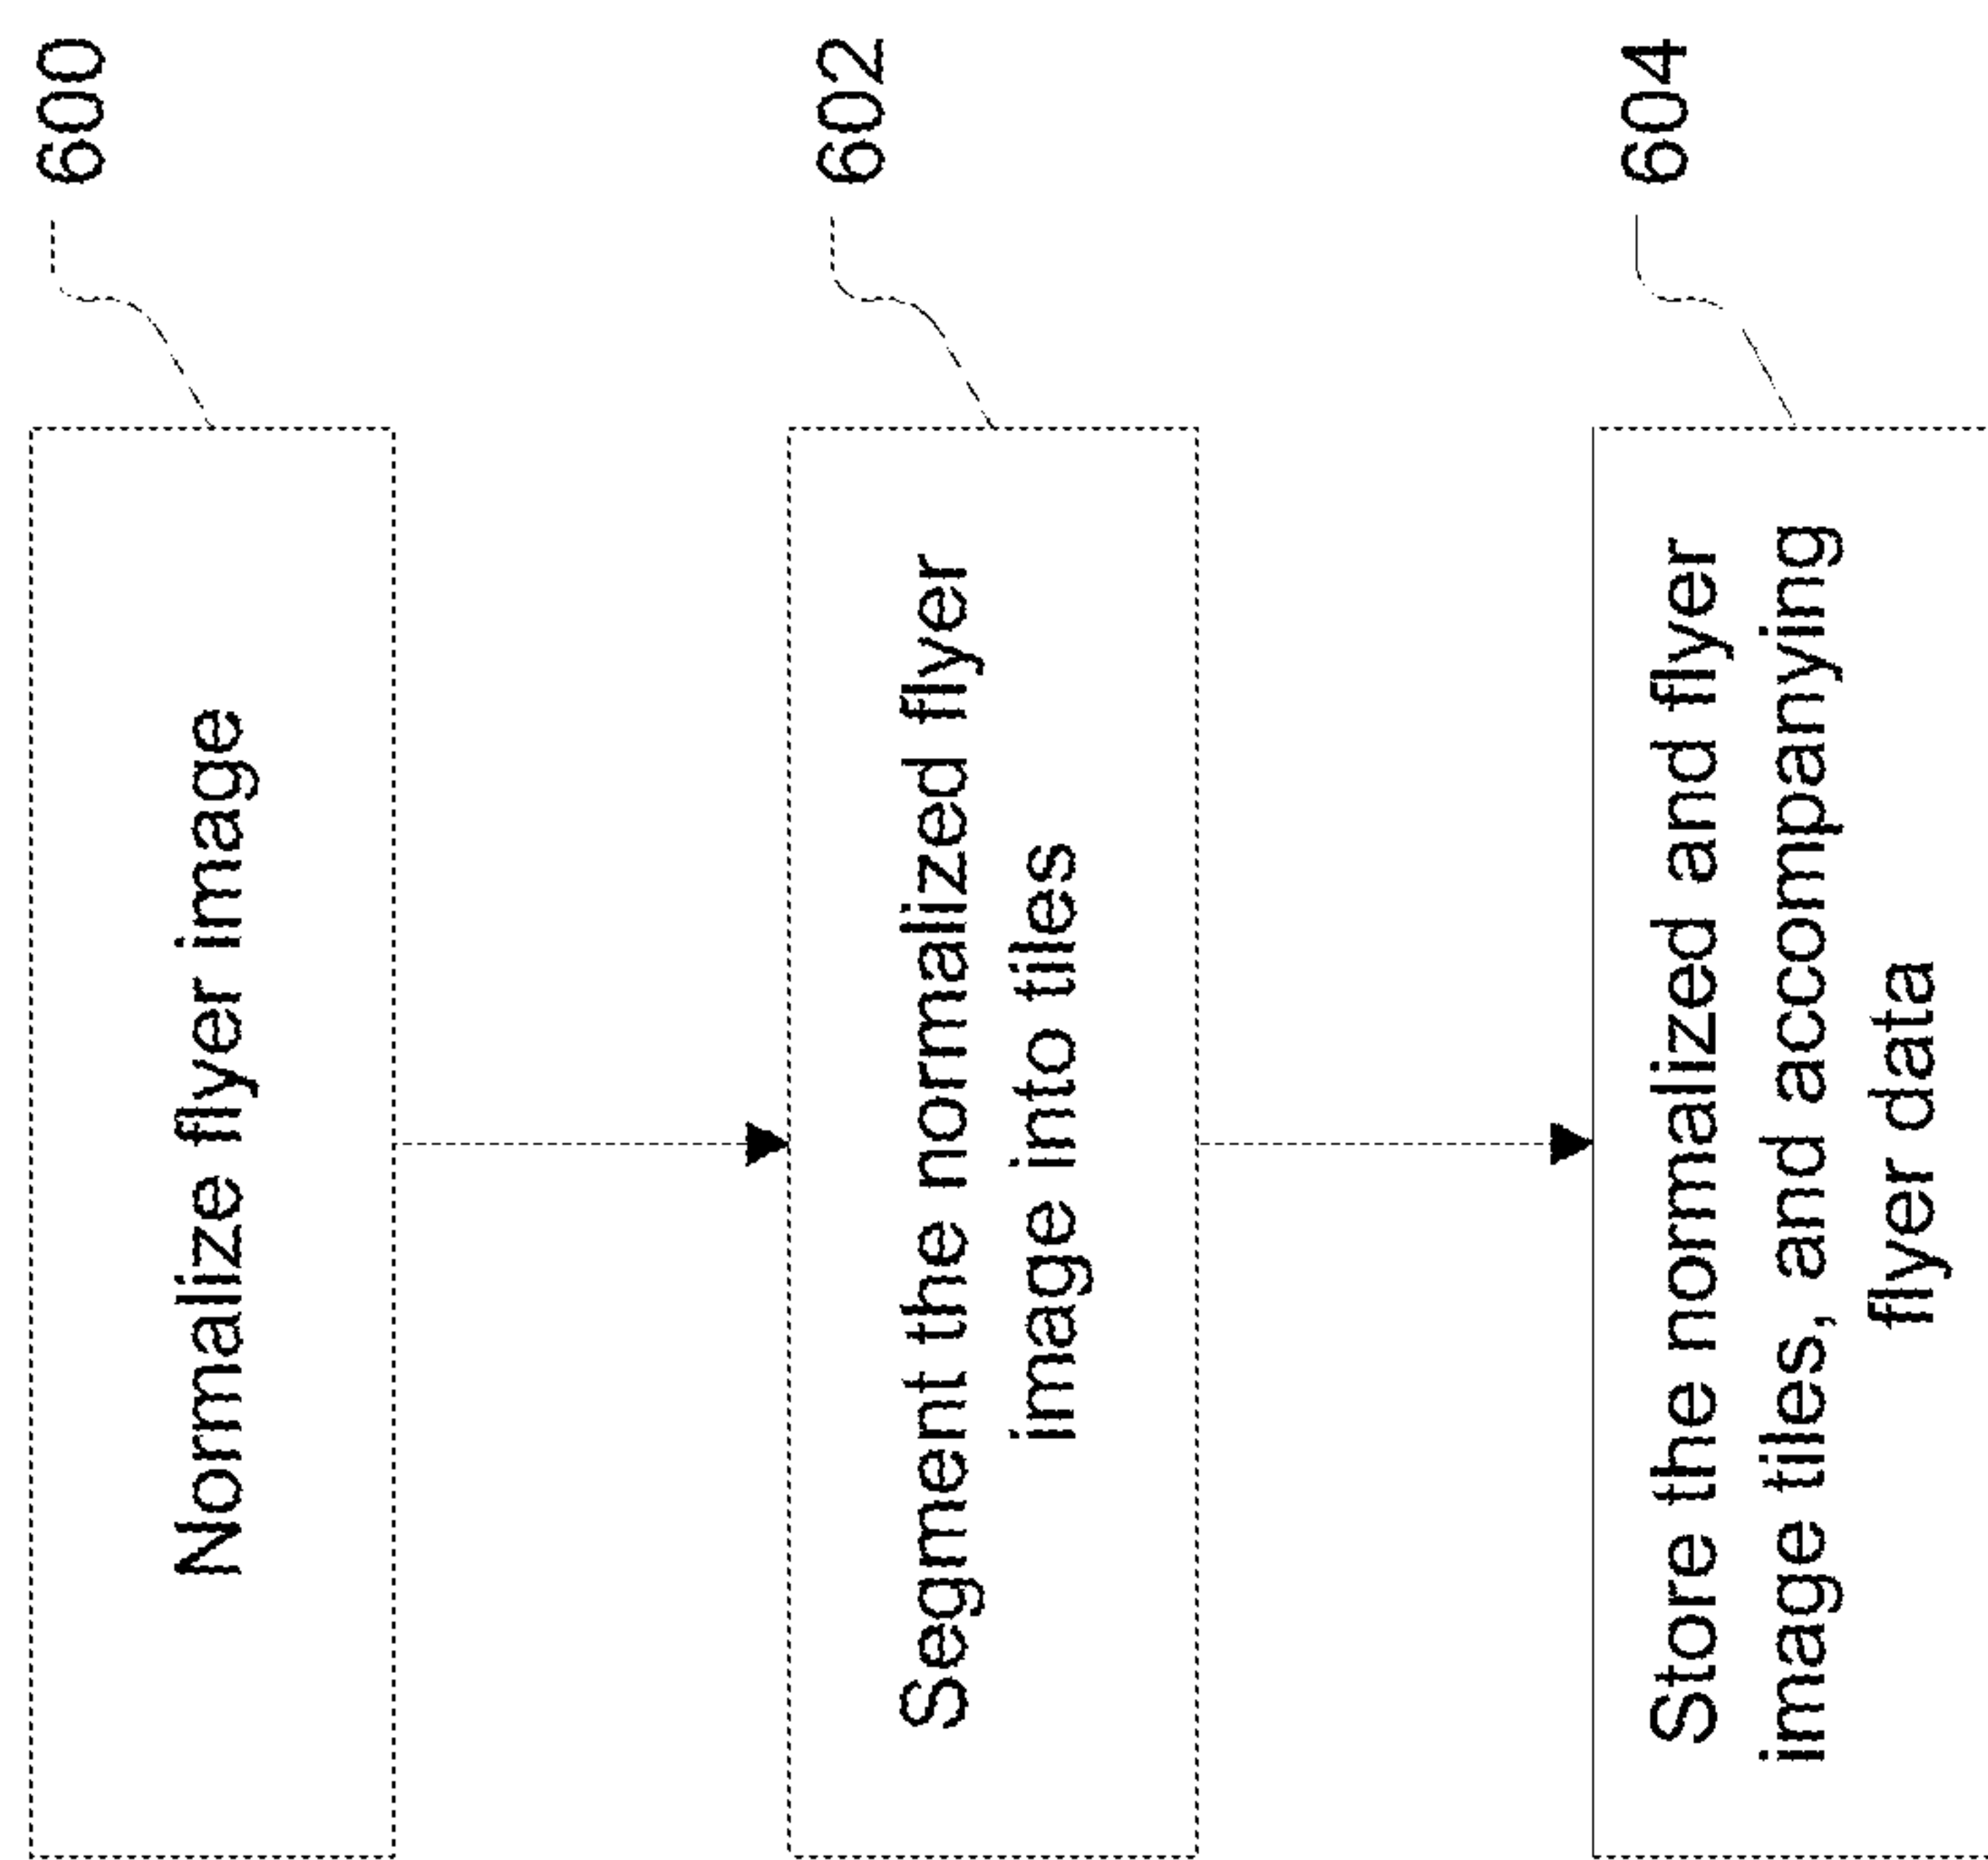 600
Normalize flyer image
602
Segment the normalized flyer
image into tiles
604
Store the normalized and flyer
image tiles, and accompanying
flyer data